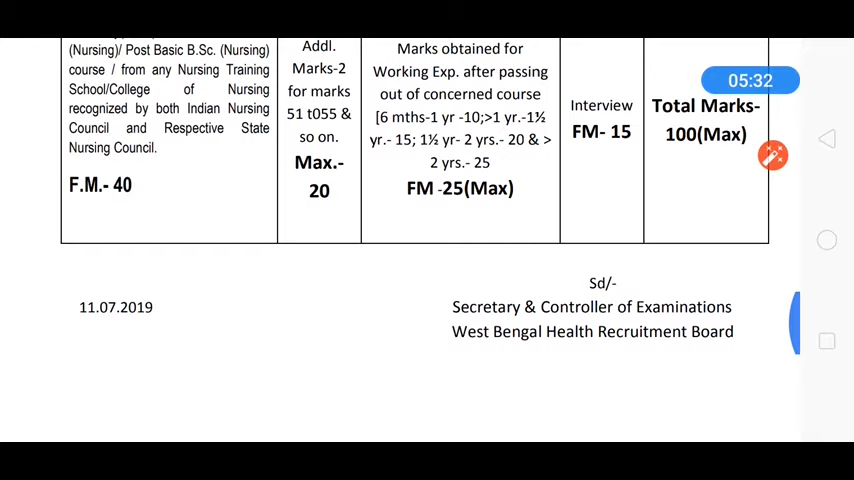 (Nursing)/ Post Basic B.Sc. (Nursing)
course / from any Nursing Training
School/College of Nursing
recognized by both Indian Nursing
Council and Respective State
Nursing Council.
F.M.- 40
Addl.
Marks-2
for marks
51 t055 &
so on.
Max.-
20
Marks obtained for
Working Exp. after passing
out of concerned course
[6 mths-1 yr -10;>1 yr.-1½
yr.- 15; 1½ yr- 2 yrs.- 20 & >
2 yrs.- 25
FM -25(Max)
Interview
FM- 15
Total Marks-
100(Max)
05:32
Sd/-
11.07.2019
Secretary & Controller of Examinations
West Bengal Health Recruitment Board